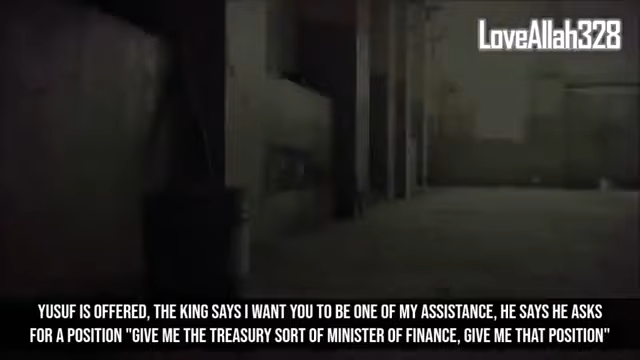 LoveAllah328
YUSUF IS OFFERED, THE KING SAYS I WANT YOU TO BE ONE OF MY ASSISTANCE, HE SAYS HE ASKS
FOR A POSITION "GIVE ME THE TREASURY SORT OF MINISTER OF FINANCE, GIVE ME THAT POSITION"